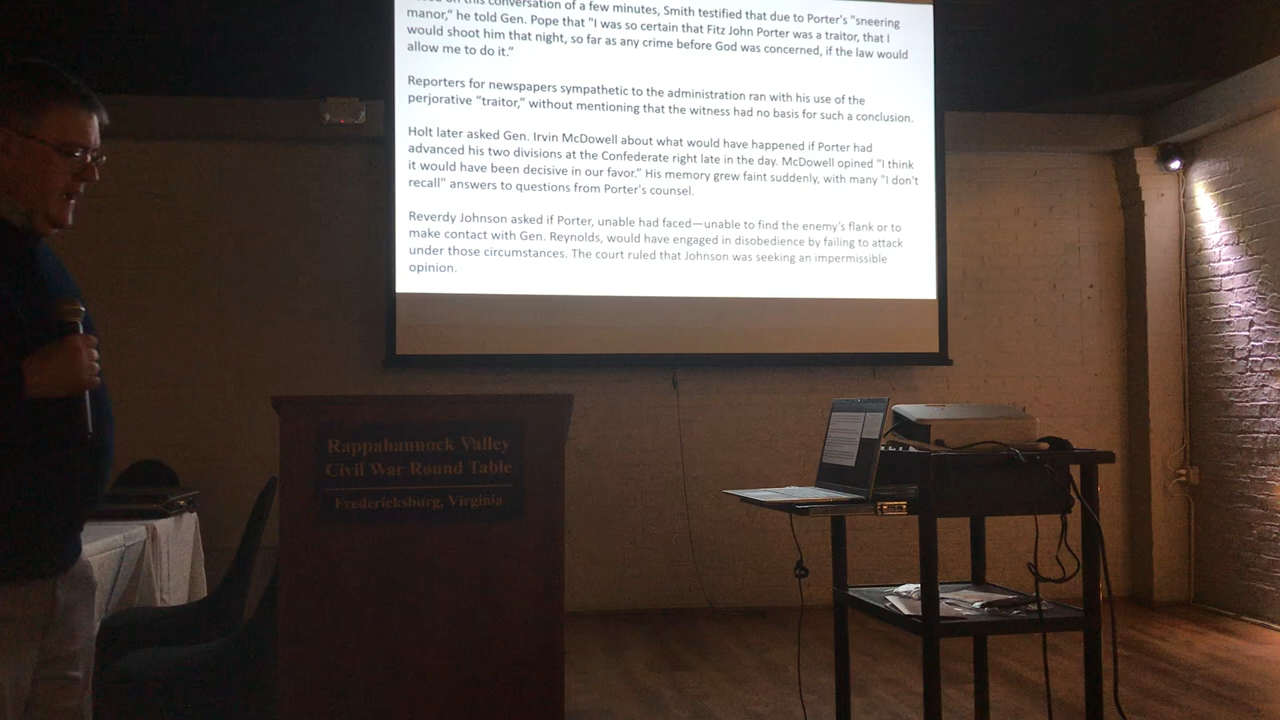 this conversation of a few minutes, Smith testified that due to Porter's "sneering
manor," he told Gen. Pope that "I was so certain that Fitz John Porter was a traitor, that I
would shoot him that night, so far as any crime before God was concerned, if the law would
allow me to do it."
Reporters for newspapers sympathetic to the administration ran with his use of the
perjorative “traitor,” without mentioning that the witness had no basis for such a conclusion.
Holt later asked Gen. Irvin McDowell about what would have happened if Porter had
advanced his two divisions at the Confederate right late in the day. McDowell opined "I think
it would have been decisive in our favor." His memory grew faint suddenly, with many "I don't
recall" answers to questions from Porter's counsel.
Reverdy Johnson asked if Porter, unable had faced—unable to find the enemy's flank or to
make contact with Gen. Reynolds, would have engaged in disobedience by failing to attack
under those circumstances. The court ruled that Johnson was seeking an impermissible
opinion.
Rappahannock Valley
Civil War Round Table
Fredericksburg, Virginia